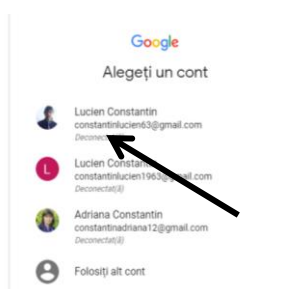 Google
Alegeți un cont
Lucien Constantin
constantinlucien63@gmail.com
L
Lucien Constantin
constantinlucien1963@gmail.com
Deconectat(ă)
Adriana Constantin
constantinadriana12@gmail.com
Deconectat(ă)
Folosiți alt cont